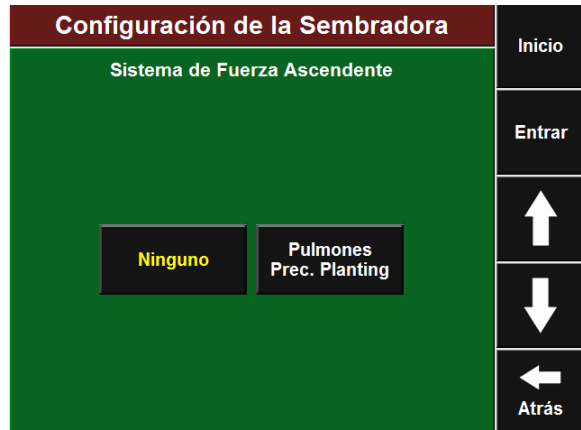 Configuración de la Sembradora
Sistema de Fuerza Ascendente
Ninguno
Pulmones
Prec. Planting
Inicio
Entrar
Atrás